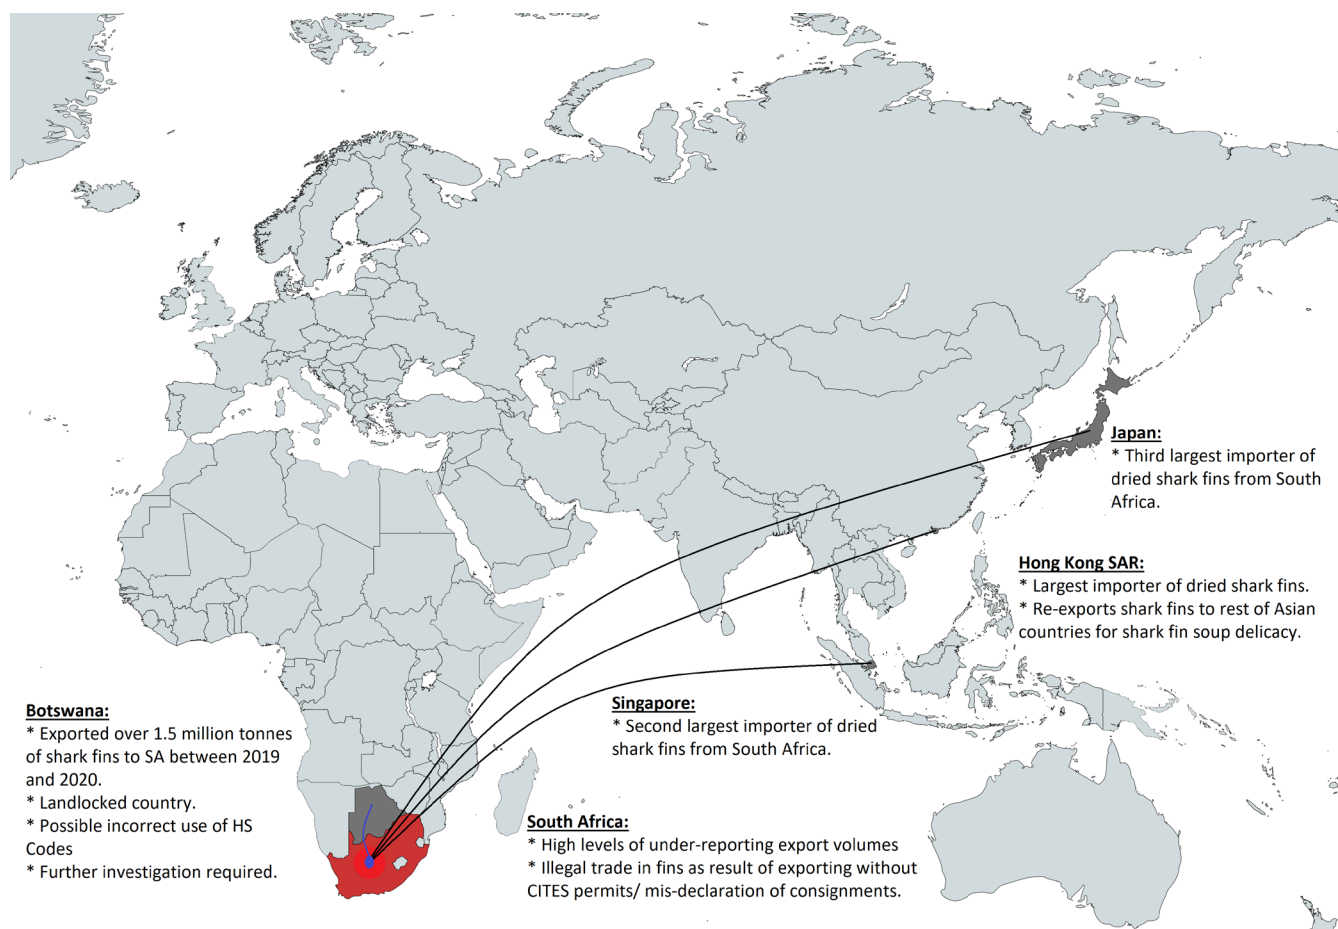 Japan:
* Third largest importer of
dried shark fins from South
Africa.
Hong Kong SAR:
* Largest importer of dried shark fins.
* Re-exports shark fins to rest of Asian
countries for shark fin soup delicacy.
Singapore:
* Second largest importer of dried
shark fins from South Africa.
Botswana:
* Exported over 1.5 million tonnes
of shark fins to SA between 2019
and 2020.
* Landlocked country.
* Possible incorrect use of HS
Codes
* Further investigation required.
South Africa:
* High levels of under-reporting export volumes
* Illegal trade in fins as result of exporting without
CITES permits/ mis-declaration of consignments.